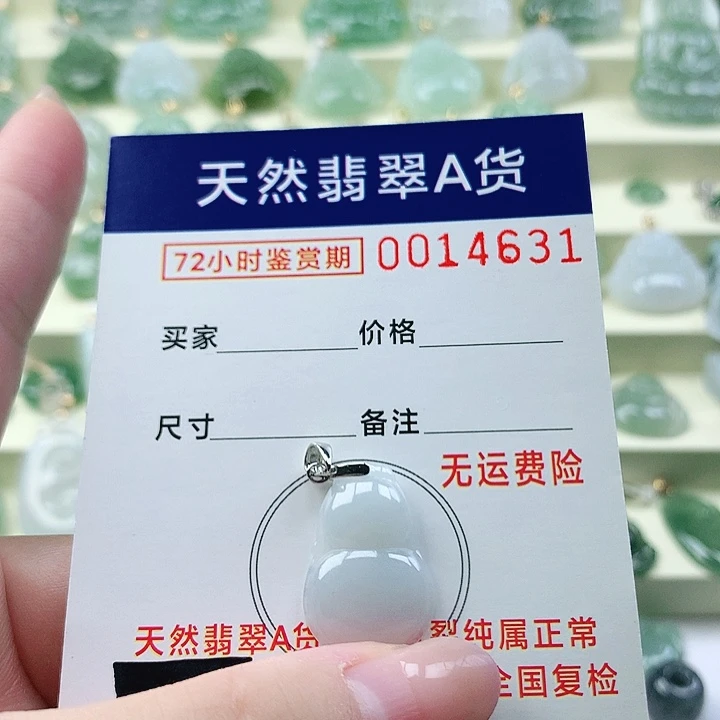 天然翡翠A货
72小时鉴赏期 0014631
买家 价格
尺寸 备注
无运费险
天然翡翠A货 裂纯属正常
全国复检